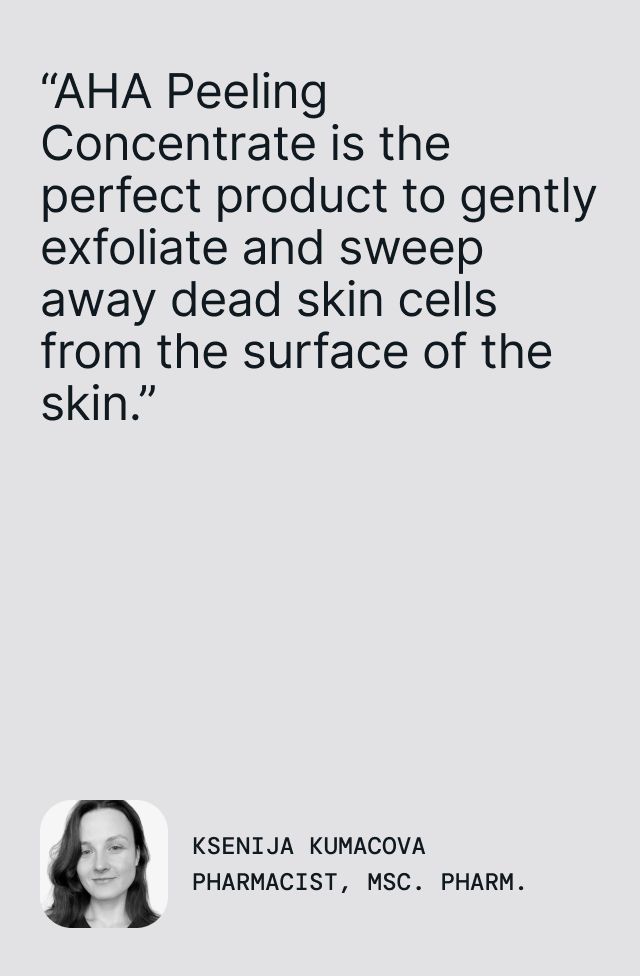 “AHA Peeling
Concentrate is the
perfect product to gently
exfoliate and sweep
away dead skin cells
from the surface of the
skin.”
KSENIJA KUMACOVA
PHARMACIST, MSC. PHARM.